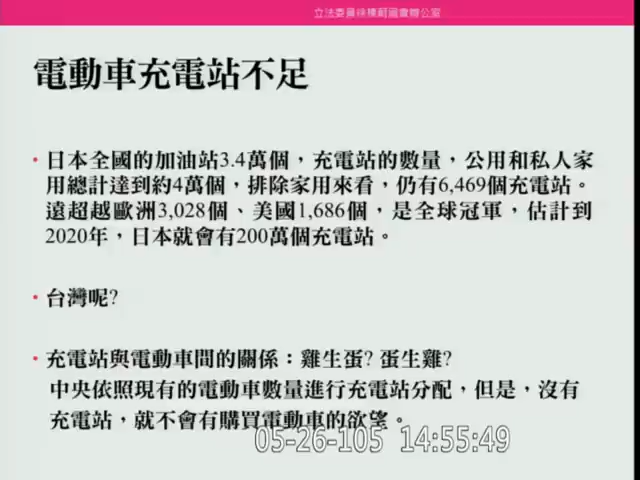 立法委員徐榛蔚國會辦公室
電動車充電站不足
• 日本全國的加油站3.4萬個，充電站的數量，公用和私人家
用總計達到約4萬個，排除家用來看，仍有6,469個充電站。
遠超越歐洲3,028個、美國1,686個，是全球冠軍，估計到
2020年，日本就會有200萬個充電站。
• 台灣呢?
• 充電站與電動車間的關係：雞生蛋? 蛋生雞?
中央依照現有的電動車數量進行充電站分配，但是，沒有
充電站，就不會有購買電動車的欲望。
05-26-105 14:55:49